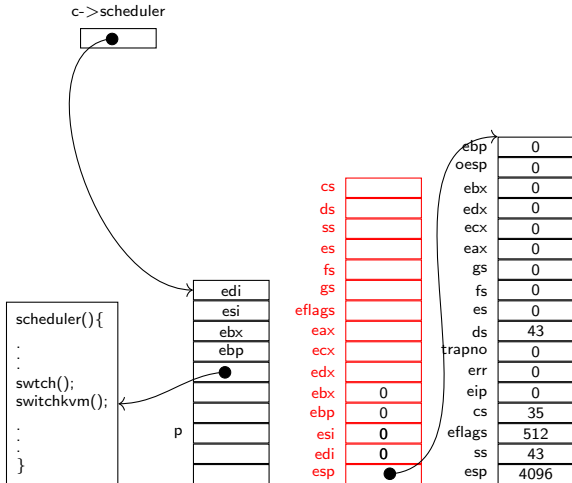 c->scheduler
scheduler(){
.
.
.
swtch();
switchkvm();
.
.
.
}
edi
esi
ebx
ebp
p
cs
ds
ss
es
fs
gs
eflags
eax
ecx
edx
ebx 0
ebp 0
esi 0
edi 0
esp
ebp 0
oesp 0
ebx 0
edx 0
ecx 0
eax 0
gs 0
fs 0
es 0
ds 43
trapno 0
err 0
eip 0
cs 35
eflags 512
ss 43
esp 4096